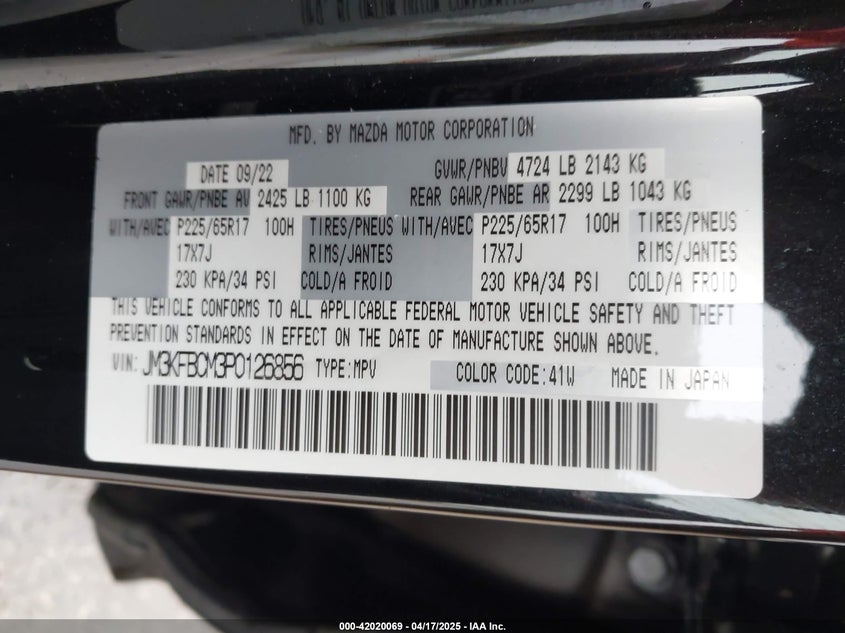 MFD. BY MAZDA MOTOR CORPORATION
DATE 09/22 GVWR/PNBV 4724 LB 2143 KG
FRONT GAWR/PNBE AV 2425 LB 1100 KG REAR GAWR/PNBE AR 2299 LB 1043 KG
WITH/AVEC P225/65R17 100H TIRES/PNEUS WITH/AVEC P225/65R17 100H TIRES/PNEUS
17X7J RIMS/JANTES 17X7J RIMS/JANTES
230 KPA/34 PSI COLD/A FROID 230 KPA/34 PSI COLD/A FROID
THIS VEHICLE CONFORMS TO ALL APPLICABLE FEDERAL MOTOR VEHICLE SAFETY AND THEFT
PREVENTION STANDARDS IN EFFECT ON THE DATE OF MANUFACTURE SHOWN ABOVE.
VIN: JM3KFBCM3P0126856 TYPE:MPV COLOR CODE:41W MADE IN JAPAN
000-42020069 - 04/17/2025 - IAA Inc.